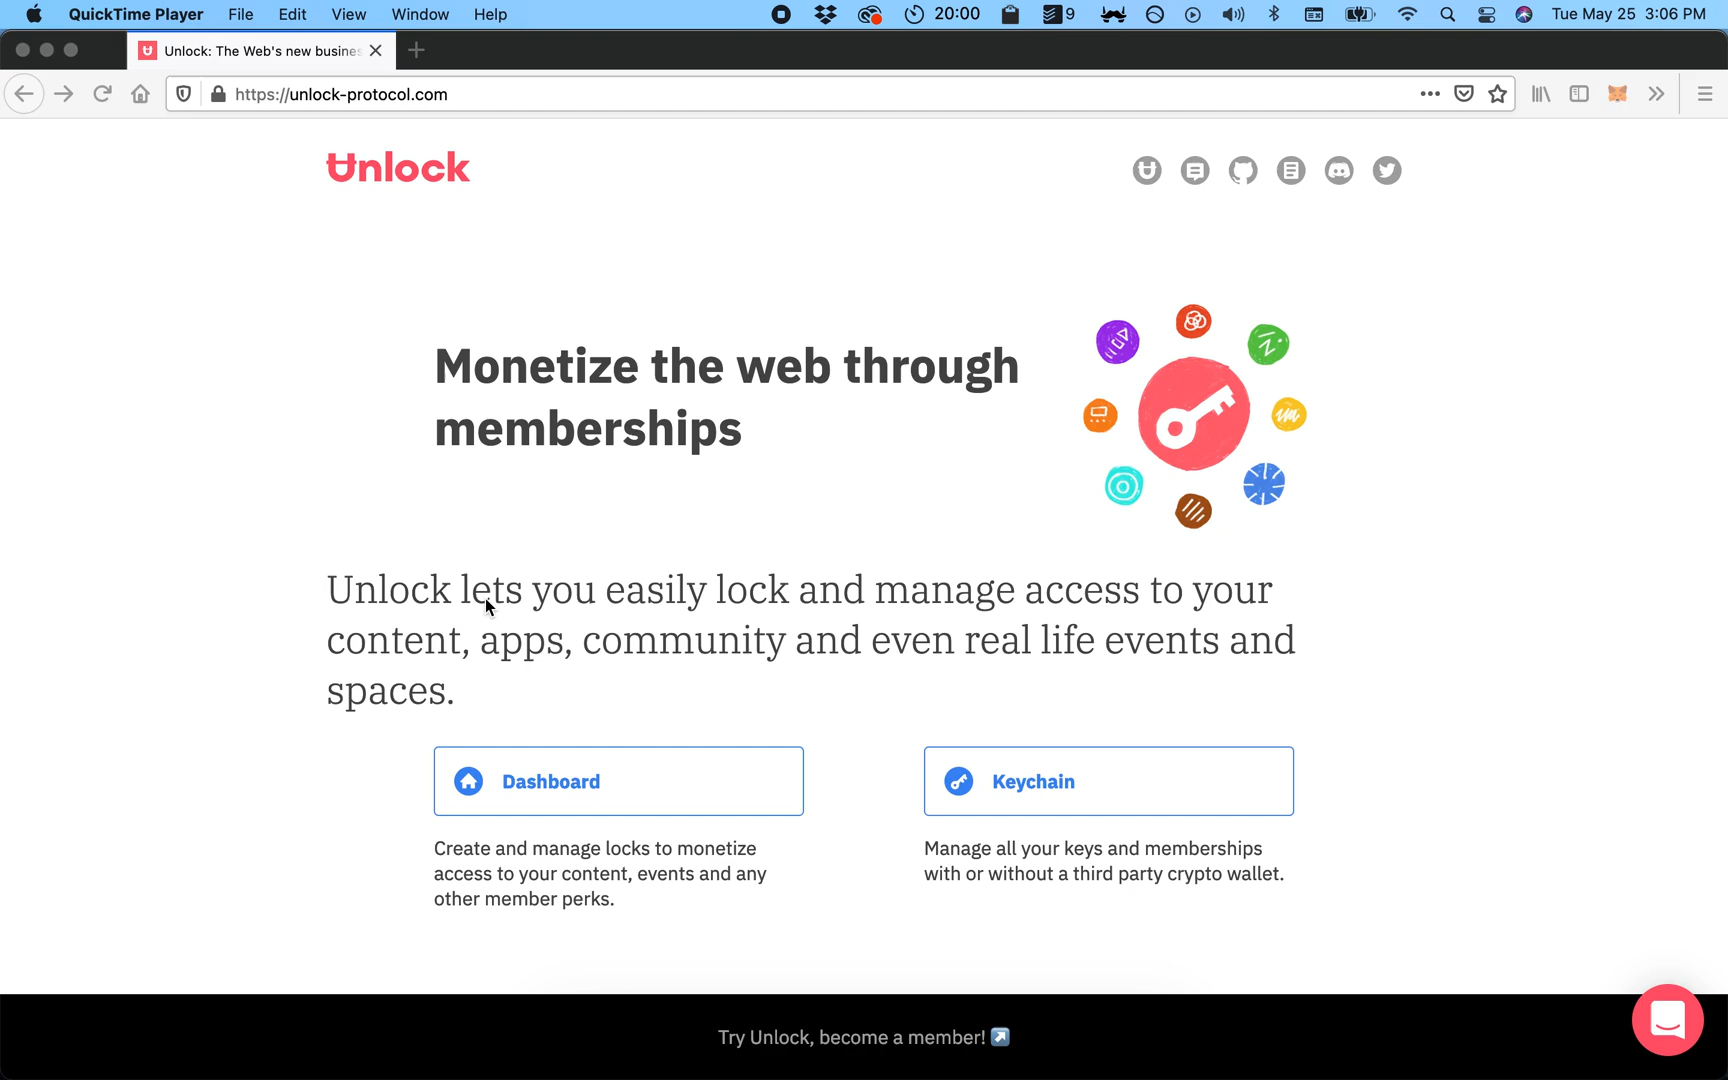 QuickTime Player File Edit View Window Help 20:00 9 Tue May 25 3:06 PM
Unlock: The Web's new busines
https://unlock-protocol.com
Unlock
Monetize the web through
memberships
Unlock lets you easily lock and manage access to your
content, apps, community and even real life events and
spaces.
Dashboard
Keychain
Create and manage locks to monetize
access to your content, events and any
other member perks.
Manage all your keys and memberships
with or without a third party crypto wallet.
Try Unlock, become a member!